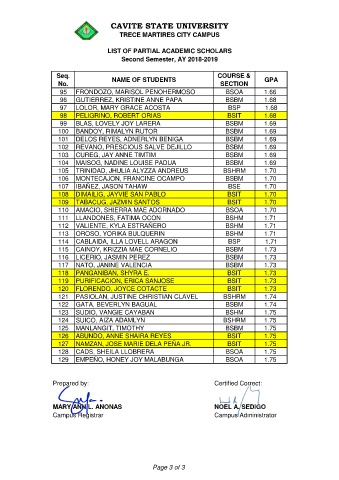 CAVITE STATE UNIVERSITY
TRECE MARTIRES CITY CAMPUS
LIST OF PARTIAL ACADEMIC SCHOLARS
Second Semester, AY 2018-2019
Seq. No. NAME OF STUDENTS COURSE & SECTION GPA
95 FRONDOZO, MARISOL PENOHERMOSO BSOA 1.66
96 GUTIERREZ, KRISTINE ANNE PAPA BSBM 1.68
97 LOLOR, MARY GRACE ACOSTA BSP 1.68
98 PELIGRINO, ROBERT ORIAS BSIT 1.68
99 BLAS, LOVELY JOY LARERA BSBM 1.69
100 BANDOY, RIMALYN RUTOR BSBM 1.69
101 DELOS REYES, ADNERLYN BENIGA BSBM 1.69
102 REVANO, PRESCIOUS SALVE DEJILLO BSBM 1.69
103 CUREG, JAY ANNE TIMTIM BSBM 1.69
104 MAISOG, NADINE LOUISE PADUA BSBM 1.69
105 TRINIDAD, JHULIA ALYZZA ANDREUS BSHRM 1.70
106 MONTECAJON, FRANCINE OCAMPO BSBM 1.70
107 IBAÑEZ, JASON TAHAW BSE 1.70
108 DIMAILIG, JAYVIE SAN PABLO BSIT 1.70
109 TABACUG, JAZMIN SANTOS BSIT 1.70
110 AMACIO, SHIERRA MAE ADORNADO BSOA 1.70
111 LLANDONES, FATIMA OCON BSHM 1.71
112 VALIENTE, KYLA ESTRAÑERO BSHM 1.71
113 OROSO, YORIKA BULQUERIN BSHM 1.71
114 CABLAIDA, ILLA LOVELL ARAGON BSP 1.71
115 CAINOY, KRIZZIA MAE CORNELIO BSBM 1.73
116 LICERIO, JASMIN PEREZ BSBM 1.73
117 NATO, JANINE VALENCIA BSBM 1.73
118 PANGANIBAN, SHYRA E. BSIT 1.73
119 PURIFICACION, ERICA SANJOSE BSIT 1.73
120 FLORENDO, JOYCE COTACTE BSIT 1.73
121 PASIOLAN, JUSTINE CHRISTIAN CLAVEL BSHRM 1.74
122 GATA, BEVERLYN BAGUAL BSBM 1.74
123 SUDIO, VANGIE CAYABAN BSHM 1.75
124 SUICO, AIZA ADAMLYN BSHRM 1.75
125 MANLANGIT, TIMOTHY BSBM 1.75
126 ABUNDO, ANNE SHAIRA REYES BSIT 1.75
127 NAMZAN, JOSE MARIE DELA PEÑA JR. BSIT 1.75
128 CADS, SHEILA LLOBRERA BSOA 1.75
129 EMPEÑO, HONEY JOY MALABUNGA BSOA 1.75
Prepared by: Certified Correct:
MARY ANN L. ANONAS NOEL A. SEDIGO
Campus Registrar Campus Administrator
Page 3 of 3